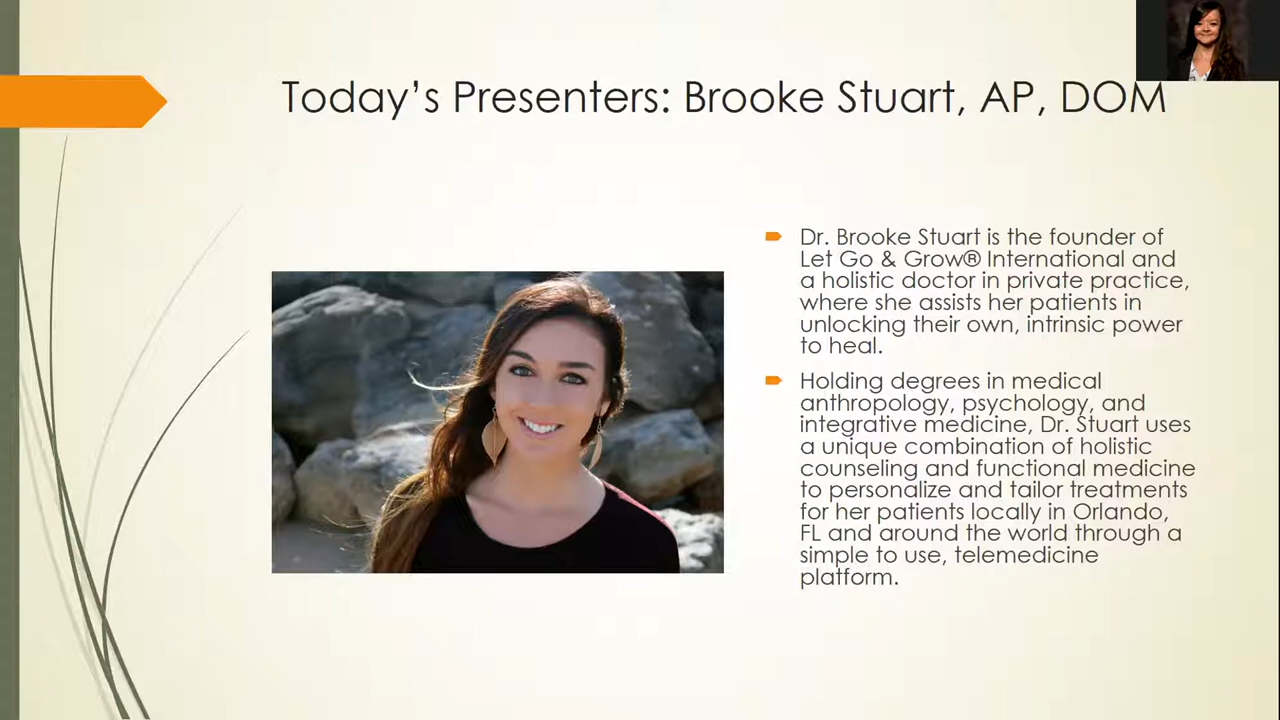 Today's Presenters: Brooke Stuart, AP, DOM
Dr. Brooke Stuart is the founder of
Let Go & Grow® International and
a holistic doctor in private practice,
where she assists her patients in
unlocking their own, intrinsic power
to heal.
Holding degrees in medical
anthropology, psychology, and
integrative medicine, Dr. Stuart uses
a unique combination of holistic
counseling and functional medicine
to personalize and tailor treatments
for her patients locally in Orlando,
FL and around the world through a
simple to use, telemedicine
platform.